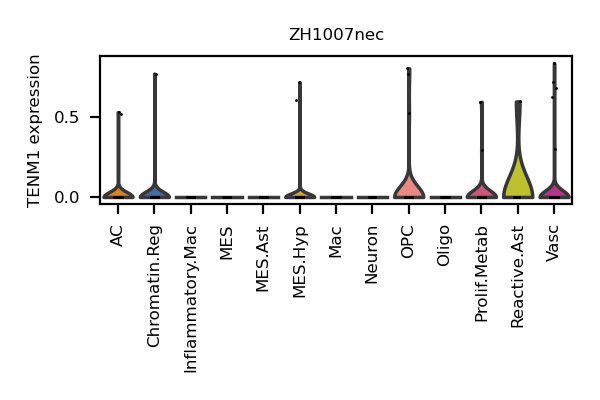 ZH1007nec
TENM1 expression
0.5
0.0
AC
Chromatin.Reg
Inflammatory.Mac
MES
MES.Ast
MES.Hyp
Mac
Neuron
OPC
Oligo
Prolif.Metab
Reactive.Ast
Vasc